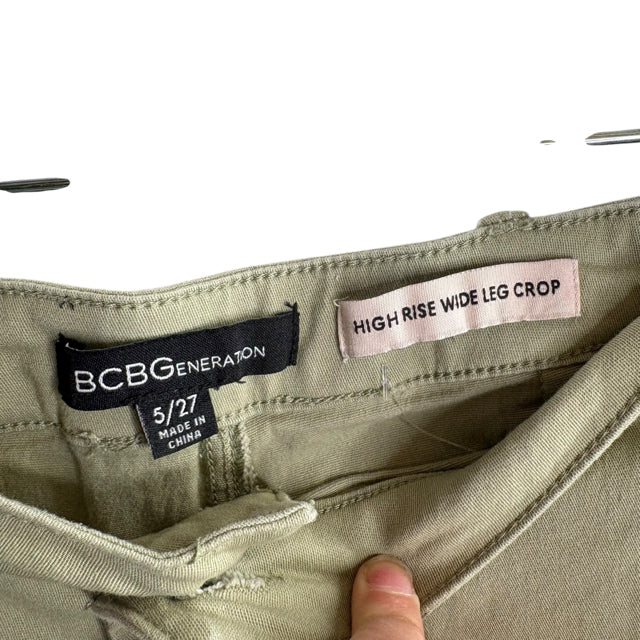 BCBGENERATION
5/27
MADE IN
CHINA
HIGH RISE WIDE LEG CROP